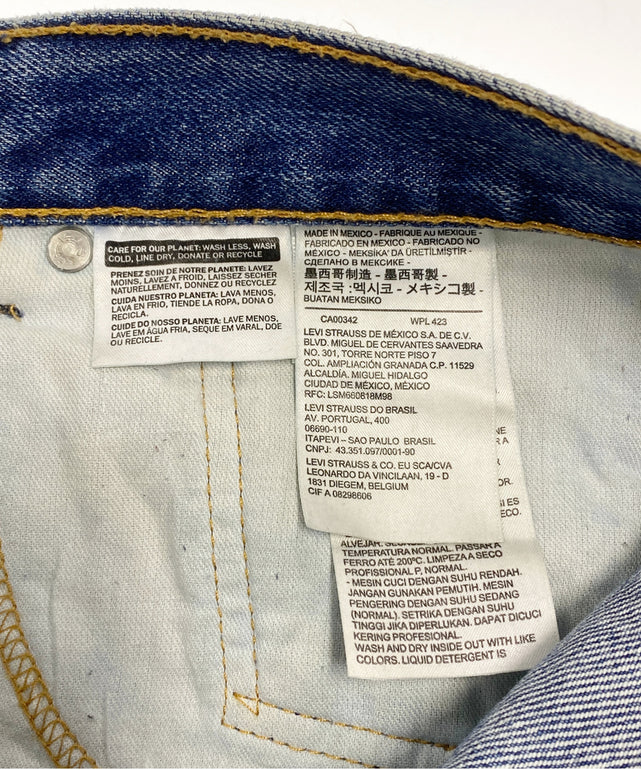 CARE FOR OUR PLANET: WASH LESS, WASH
COLD, LINE DRY, DONATE OR RECYCLE
PRENEZ SOIN DE NOTRE PLANETE: LAVEZ
MOINS, LAVEZ A FROID, LAISSEZ SECHER
NATURELLEMENT, DONNEZ OU RECYCLEZ
CUIDA NUESTRO PLANETA: LAVA MENOS,
LAVA EN FRIO, TIENDE LA ROPA, DONA O
RECICLA.
CUIDE DO NOSSO PLANETA: LAVE MENOS,
LAVE EM ÁGUA FRIA, SEQUE EM VARAL, DOE
OU RECICLE.
MADE IN MEXICO - FABRIQUE AU MEXIQUE -
FABRICADO EN MEXICO - FABRICADO NO
MÉXICO - MEKSİKA' DA ÜRETİLMİŞTİR -
СДЕЛАНО В МЕКСИКЕ -
墨西哥制造 - 墨西哥製 -
제조국 :멕시코 - メキシコ製 -
BUATAN MEKSIKO
CA00342 WPL 423
LEVI STRAUSS DE MÉXICO S.A. DE C.V.
BLVD. MIGUEL DE CERVANTES SAAVEDRA
NO. 301, TORRE NORTE PISO 7
COL. AMPLIACIÓN GRANADA C.P. 11529
ALCALDÍA. MIGUEL HIDALGO
CIUDAD DE MÉXICO, MÉXICO
RFC: LSM660818M98
LEVI STRAUSS DO BRASIL
AV. PORTUGAL, 400
06690-110
ITAPEVI – SAO PAULO BRASIL
CNPJ: 43.351.097/0001-90
LEVI STRAUSS & CO. EU SCA/CVA
LEONARDO DA VINCILAAN, 19 - D
1831 DIEGEM, BELGIUM
CIF A 08298606
NE
RA
OR.
SI ES
ECO.
ALVEJAR.
TEMPERATURA NORMAL. PASSAR A
FERRO ATÉ 200ºC. LIMPEZA A SECO
PROFISSIONAL P, NORMAL.
- MESIN CUCI DENGAN SUHU RENDAH.
JANGAN GUNAKAN PEMUTIH. MESIN
PENGERING DENGAN SUHU SEDANG
(NORMAL). SETRIKA DENGAN SUHU
TINGGI JIKA DIPERLUKAN. DAPAT DICUCI
KERING PROFESIONAL.
WASH AND DRY INSIDE OUT WITH LIKE
COLORS. LIQUID DETERGENT IS